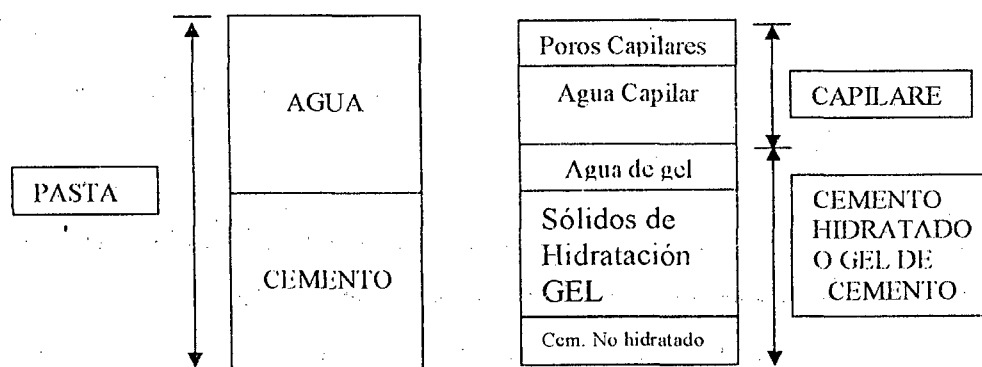 PASTA
AGUA
CEMENTO
Poros Capilares
Agua Capilar
Agua de gel
Sólidos de
Hidratación
GEL
Cem. No hidratado
CAPILARE
CEMENTO
HIDRATADO
O GEL DE
CEMENTO